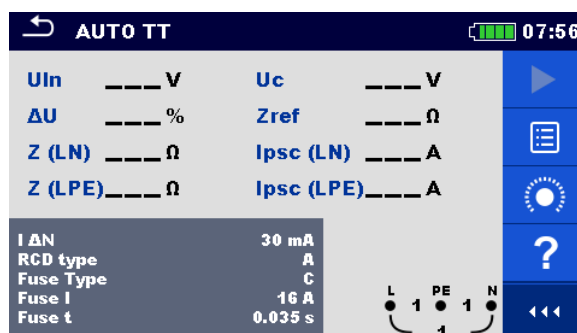 AUTO TT 07:56
Uln ___V Uc ___V
ΔU ___% Zref ___Ω
Z (LN) ___Ω Ipsc (LN) ___A
Z (LPE)___Ω Ipsc (LPE)___A
I ΔN 30 mA
RCD type A
Fuse Type C
Fuse I 16 A
Fuse t 0.035 s
?
L PE N
1 1
1